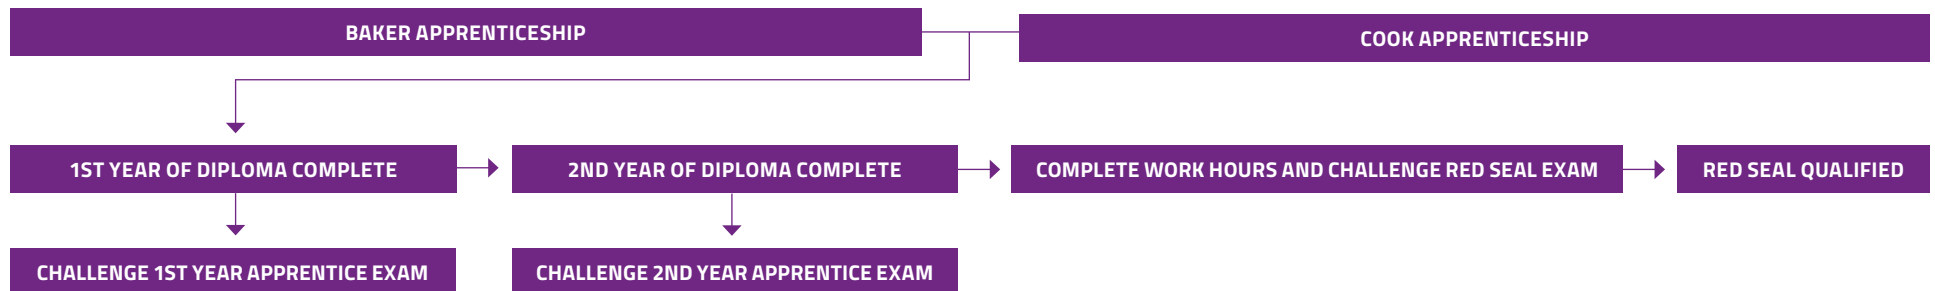 BAKER APPRENTICESHIP
COOK APPRENTICESHIP
1ST YEAR OF DIPLOMA COMPLETE
2ND YEAR OF DIPLOMA COMPLETE
COMPLETE WORK HOURS AND CHALLENGE RED SEAL EXAM
RED SEAL QUALIFIED
CHALLENGE 1ST YEAR APPRENTICE EXAM
CHALLENGE 2ND YEAR APPRENTICE EXAM